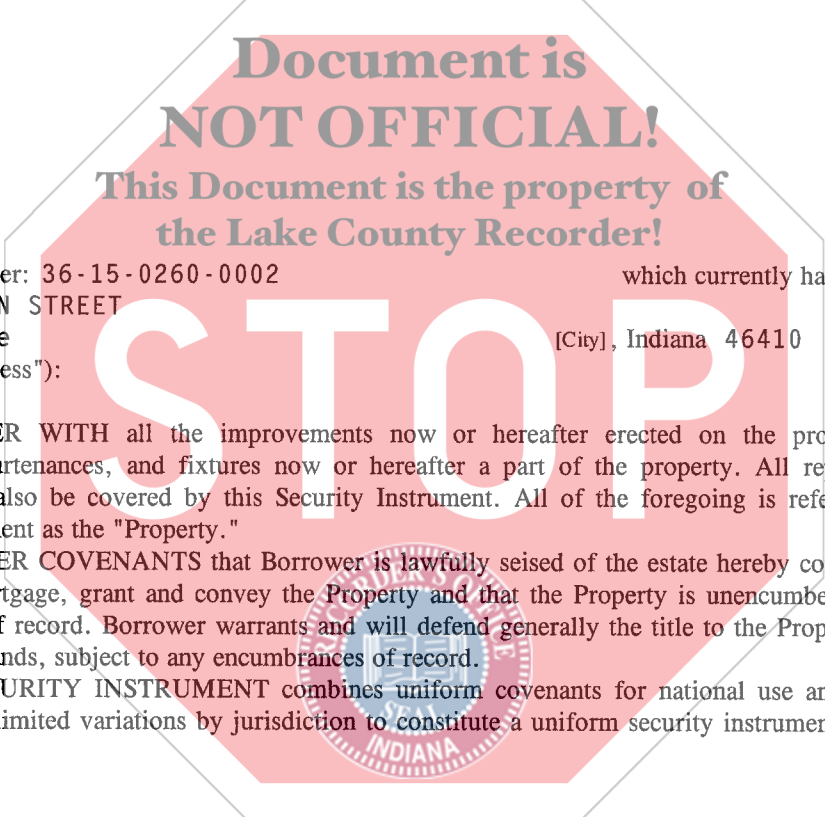 Document is
NOT OFFICIAL!
This Document is the property of
the Lake County Recorder!
er: 36-15-0260-0002 which currently ha
N STREET
e [City], Indiana 46410
ess"):
STOP
ER WITH all the improvements now or hereafter erected on the pro
rtenances, and fixtures now or hereafter a part of the property. All re
also be covered by this Security Instrument. All of the foregoing is refe
ent as the "Property."
ER COVENANTS that Borrower is lawfully seised of the estate hereby co
rtgage, grant and convey the Property and that the Property is unencumbe
f record. Borrower warrants and will defend generally the title to the Prop
nds, subject to any encumbrances of record.
URITY INSTRUMENT combines uniform covenants for national use an
limited variations by jurisdiction to constitute a uniform security instrumen
RECORDER'S OFFICE
SEAL
INDIANA